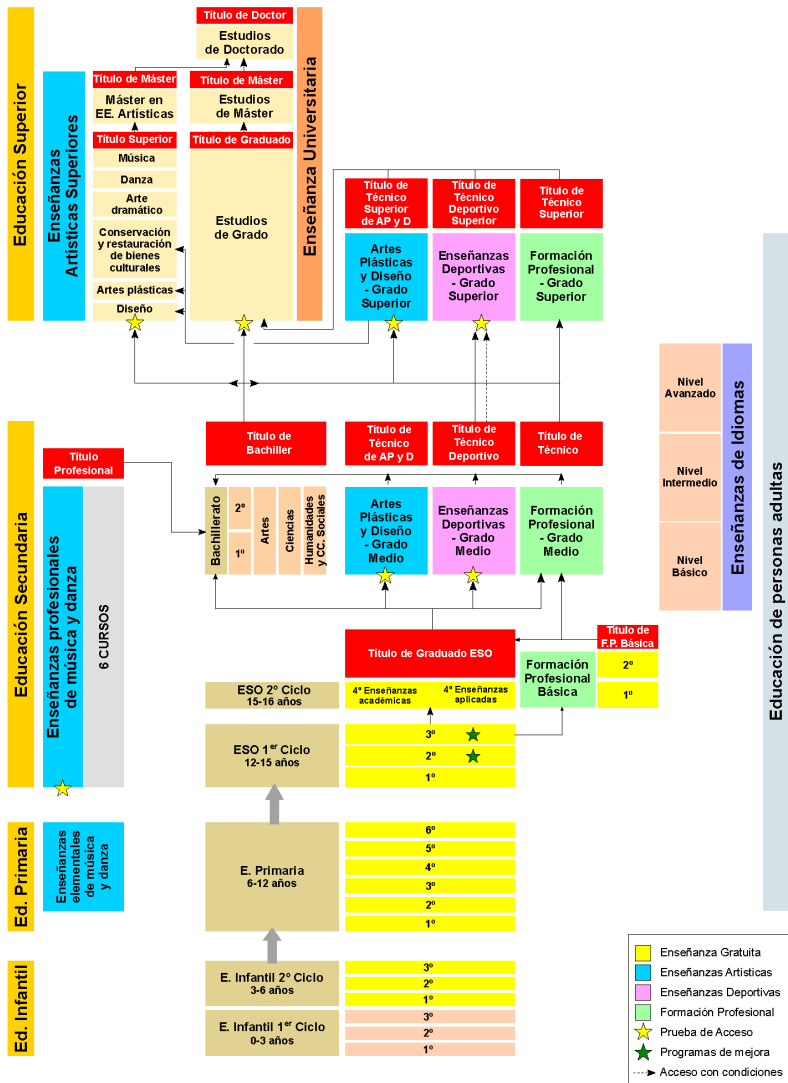 Educación Superior
Enseñanzas
Artísticas Superiores
Título de Doctor
Estudios
de Doctorado
Título de Máster
Máster en
EE. Artísticas
Título Superior
Música
Danza
Arte
dramático
Conservación
y restauración
de bienes
culturales
Artes plásticas
Diseño
Título de Máster
Estudios
de Máster
Título de Graduado
Estudios
de Grado
Enseñanza Universitaria
Título de
Técnico
Superior
de AP y D
Título de
Técnico
Deportivo
Superior
Título de
Técnico
Superior
Artes
Plásticas
y Diseño
- Grado
Superior
Enseñanzas
Deportivas
- Grado
Superior
Formación
Profesional
- Grado
Superior
Nivel
Avanzado
Nivel
Intermedio
Nivel
Básico
Enseñanzas de Idiomas
Educación de personas adultas
Educación Secundaria
Título
Profesional
Enseñanzas profesionales
de música y danza
6 CURSOS
Título de
Bachiller
Título de
Técnico
de AP y D
Título de
Técnico
Deportivo
Título de
Técnico
Bachillerato
2º
1º
Artes
Ciencias
Humanidades
y CC. Sociales
Artes
Plásticas
y Diseño
- Grado
Medio
Enseñanzas
Deportivas
- Grado
Medio
Formación
Profesional
- Grado
Medio
Título de Graduado ESO
Título de
F.P. Básica
Formación
Profesional
Básica
2º
1º
ESO 2º Ciclo
15-16 años
4º Enseñanzas
académicas
4º Enseñanzas
aplicadas
ESO 1er Ciclo
12-15 años
3º
2º
1º
Ed. Primaria
Enseñanzas
elementales
de música
y danza
E. Primaria
6-12 años
6º
5º
4º
3º
2º
1º
Ed. Infantil
E. Infantil 2º Ciclo
3-6 años
3º
2º
1º
E. Infantil 1er Ciclo
0-3 años
3º
2º
1º
Enseñanza Gratuita
Enseñanzas Artísticas
Enseñanzas Deportivas
Formación Profesional
Prueba de Acceso
Programas de mejora
Acceso con condiciones